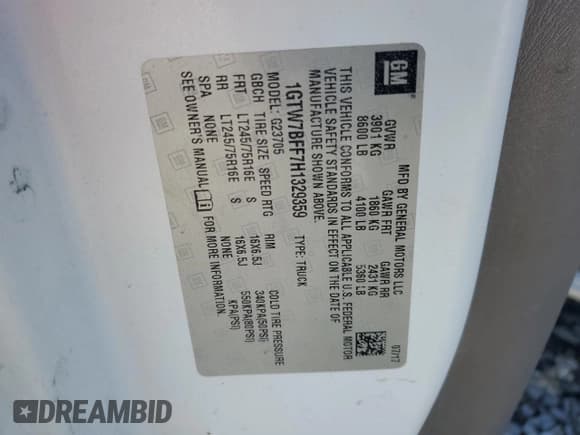 GM
MFD BY GENERAL MOTORS LLC
GVWR GAWR FRT GAWR RR
3901 KG 1860 KG 2431 KG
8600 LB 4100 LB 5360 LB
07/17
THIS VEHICLE CONFORMS TO ALL APPLICABLE U.S. FEDERAL MOTOR
VEHICLE SAFETY STANDARDS IN EFFECT ON THE DATE OF
MANUFACTURE SHOWN ABOVE.
1GTW7BFF7H1329359 TYPE: TRUCK
MODEL: G23705
GBCH TIRE SIZE SPEED RTG RIM COLD TIRE PRESSURE
FRT LT245/75R16E S 16X6.5J 340KPA(50PSI)
RR LT245/75R16E S 16X6.5J 550KPA(80PSI)
SPA NONE NONE KPA(PSI)
SEE OWNER'S MANUAL FOR MORE INFORMATION.
DREAMBID